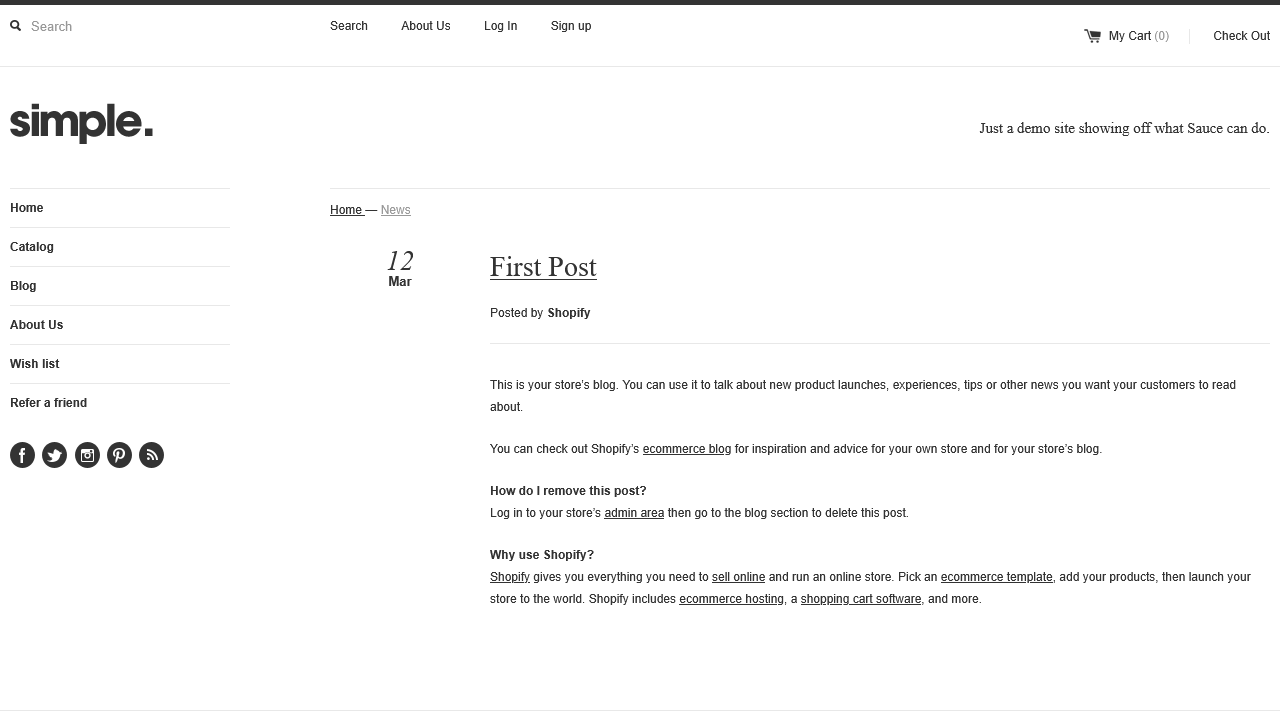 Search
Search About Us Log In Sign up
My Cart (0) Check Out
simple.
Just a demo site showing off what Sauce can do.
Home
Catalog
Blog
About Us
Wish list
Refer a friend
Home — News
12
Mar
First Post
Posted by Shopify
This is your store’s blog. You can use it to talk about new product launches, experiences, tips or other news you want your customers to read
about.
You can check out Shopify’s ecommerce blog for inspiration and advice for your own store and for your store’s blog.
How do I remove this post?
Log in to your store’s admin area then go to the blog section to delete this post.
Why use Shopify?
Shopify gives you everything you need to sell online and run an online store. Pick an ecommerce template, add your products, then launch your
store to the world. Shopify includes ecommerce hosting, a shopping cart software, and more.